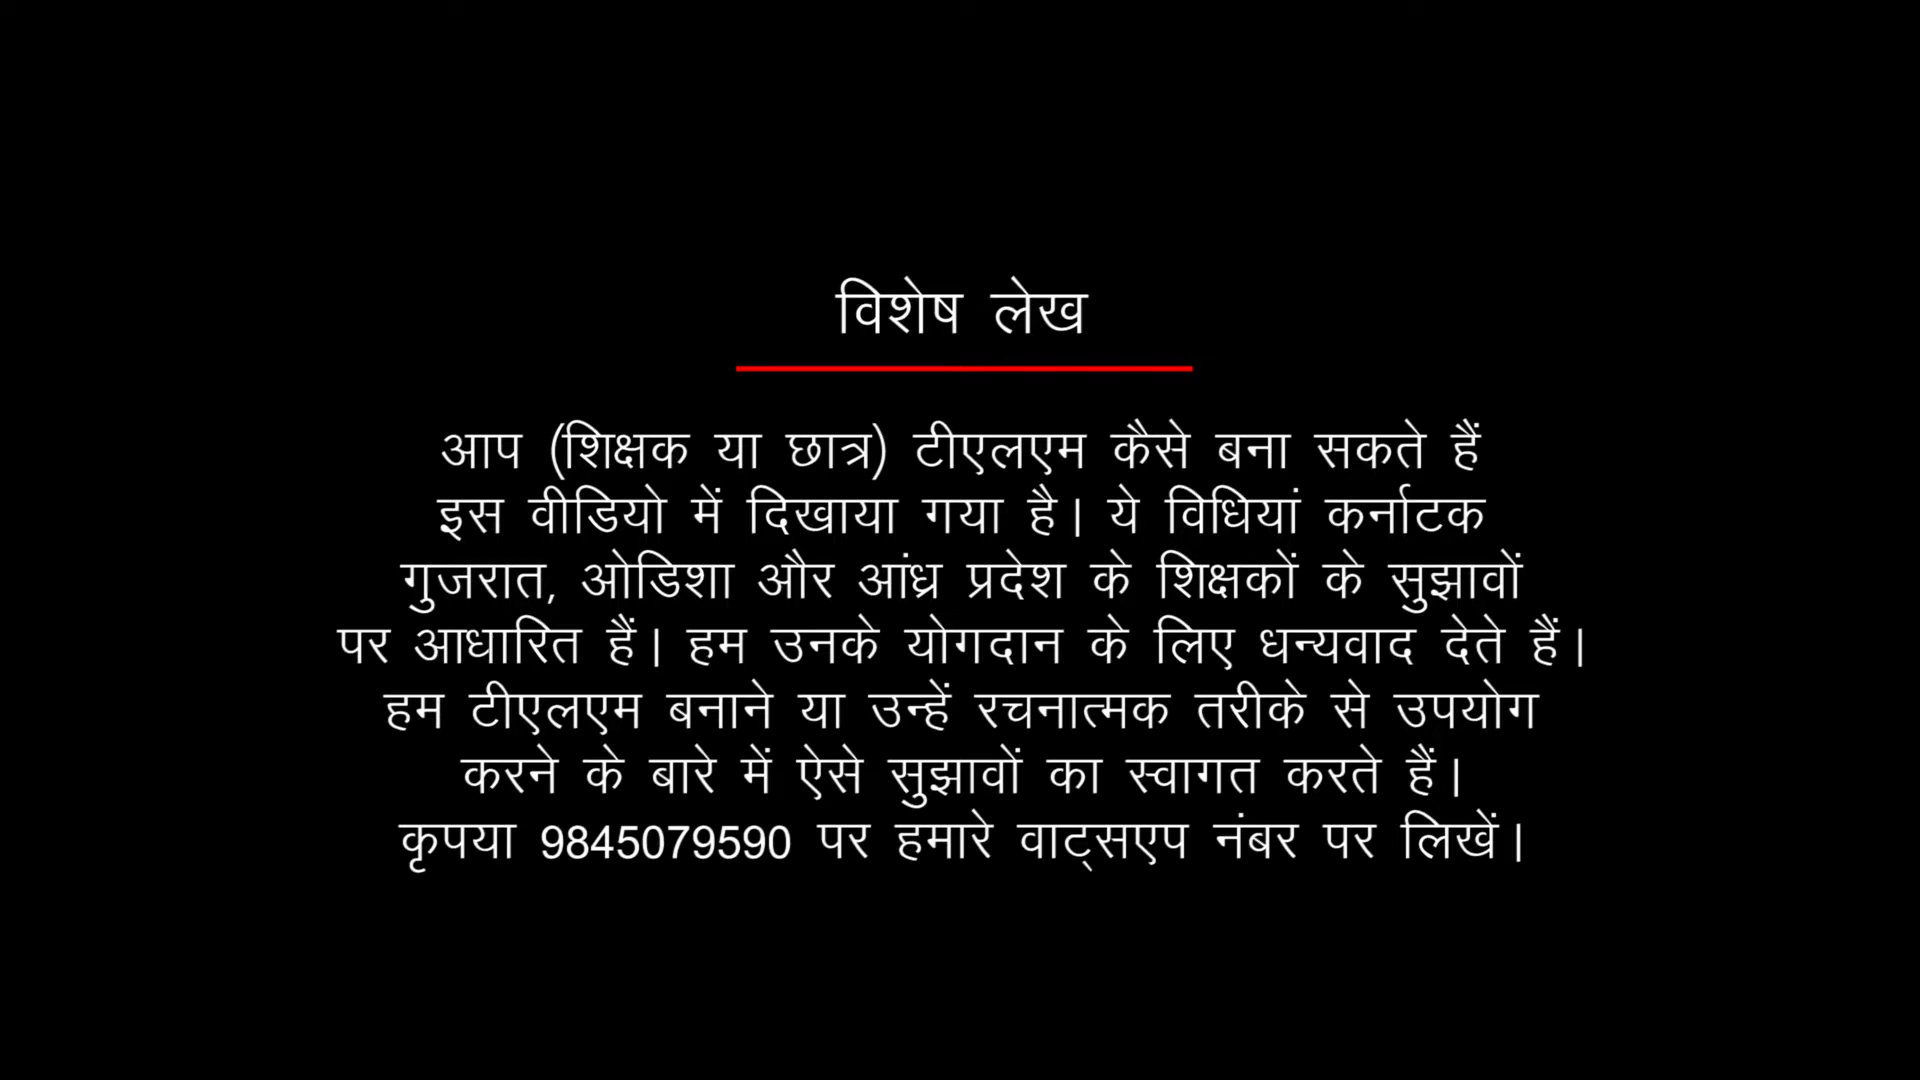 विशेष लेख
आप (शिक्षक या छात्र) टीएलएम कैसे बना सकते हैं
इस वीडियो में दिखाया गया है। ये विधियां कर्नाटक
गुजरात, ओडिशा और आंध्र प्रदेश के शिक्षकों के सुझावों
पर आधारित हैं। हम उनके योगदान के लिए धन्यवाद देते हैं।
हम टीएलएम बनाने या उन्हें रचनात्मक तरीके से उपयोग
करने के बारे में ऐसे सुझावों का स्वागत करते हैं।
कृपया 9845079590 पर हमारे वाट्सएप नंबर पर लिखें।